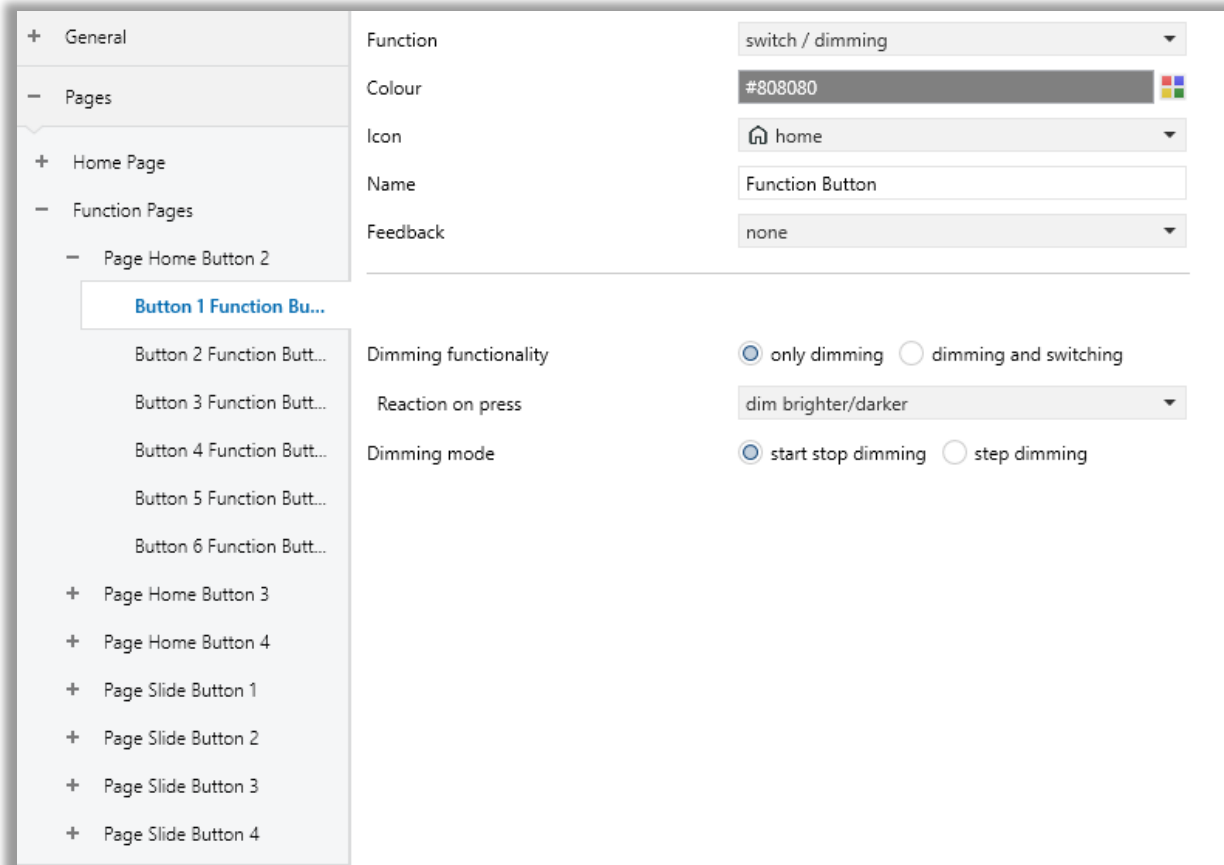 General
Pages
Home Page
Function Pages
Page Home Button 2
Button 1 Function Bu...
Button 2 Function Butt...
Button 3 Function Butt...
Button 4 Function Butt...
Button 5 Function Butt...
Button 6 Function Butt...
Page Home Button 3
Page Home Button 4
Page Slide Button 1
Page Slide Button 2
Page Slide Button 3
Page Slide Button 4
Function switch / dimming
Colour #808080
Icon home
Name Function Button
Feedback none
Dimming functionality only dimming dimming and switching
Reaction on press dim brighter/darker
Dimming mode start stop dimming step dimming